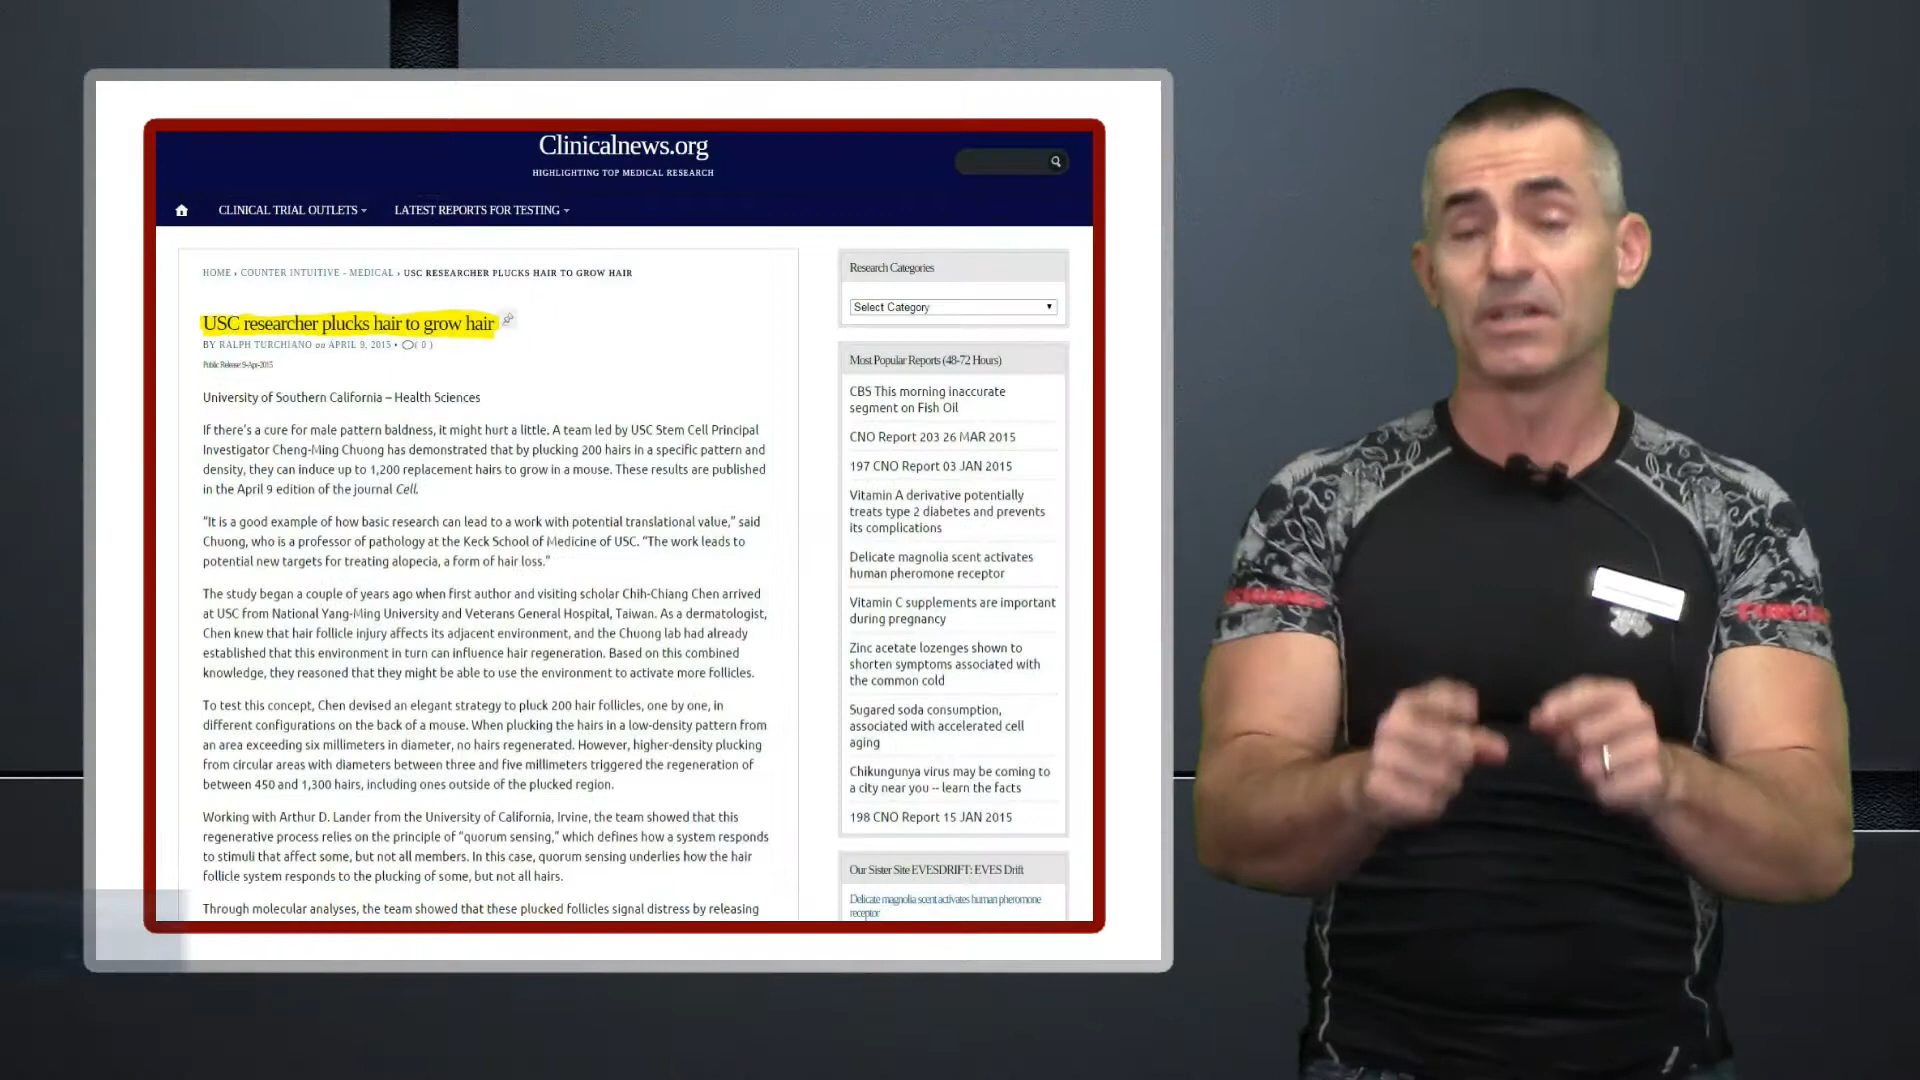 Clinicalnews.org
HIGHLIGHTING TOP MEDICAL RESEARCH
CLINICAL TRIAL OUTLETS
LATEST REPORTS FOR TESTING
HOME › COUNTER INTUITIVE - MEDICAL › USC RESEARCHER PLUCKS HAIR TO GROW HAIR
USC researcher plucks hair to grow hair
BY RALPH TURCHIANO on APRIL 9, 2015 • ( 0 )
Public Release: 9-Apr-2015
University of Southern California – Health Sciences
If there's a cure for male pattern baldness, it might hurt a little. A team led by USC Stem Cell Principal
Investigator Cheng-Ming Chuong has demonstrated that by plucking 200 hairs in a specific pattern and
density, they can induce up to 1,200 replacement hairs to grow in a mouse. These results are published
in the April 9 edition of the journal Cell.
"It is a good example of how basic research can lead to a work with potential translational value," said
Chuong, who is a professor of pathology at the Keck School of Medicine of USC. "The work leads to
potential new targets for treating alopecia, a form of hair loss."
The study began a couple of years ago when first author and visiting scholar Chih-Chiang Chen arrived
at USC from National Yang-Ming University and Veterans General Hospital, Taiwan. As a dermatologist,
Chen knew that hair follicle injury affects its adjacent environment, and the Chuong lab had already
established that this environment in turn can influence hair regeneration. Based on this combined
knowledge, they reasoned that they might be able to use the environment to activate more follicles.
To test this concept, Chen devised an elegant strategy to pluck 200 hair follicles, one by one, in
different configurations on the back of a mouse. When plucking the hairs in a low-density pattern from
an area exceeding six millimeters in diameter, no hairs regenerated. However, higher-density plucking
from circular areas with diameters between three and five millimeters triggered the regeneration of
between 450 and 1,300 hairs, including ones outside of the plucked region.
Working with Arthur D. Lander from the University of California, Irvine, the team showed that this
regenerative process relies on the principle of "quorum sensing," which defines how a system responds
to stimuli that affect some, but not all members. In this case, quorum sensing underlies how the hair
follicle system responds to the plucking of some, but not all hairs.
Through molecular analyses, the team showed that these plucked follicles signal distress by releasing
Research Categories
Select Category
Most Popular Reports (48-72 Hours)
CBS This morning inaccurate
segment on Fish Oil
CNO Report 203 26 MAR 2015
197 CNO Report 03 JAN 2015
Vitamin A derivative potentially
treats type 2 diabetes and prevents
its complications
Delicate magnolia scent activates
human pheromone receptor
Vitamin C supplements are important
during pregnancy
Zinc acetate lozenges shown to
shorten symptoms associated with
the common cold
Sugared soda consumption,
associated with accelerated cell
aging
Chikungunya virus may be coming to
a city near you -- learn the facts
198 CNO Report 15 JAN 2015
Our Sister Site EVESDRIFT: EVES Drift
Delicate magnolia scent activates human pheromone
receptor